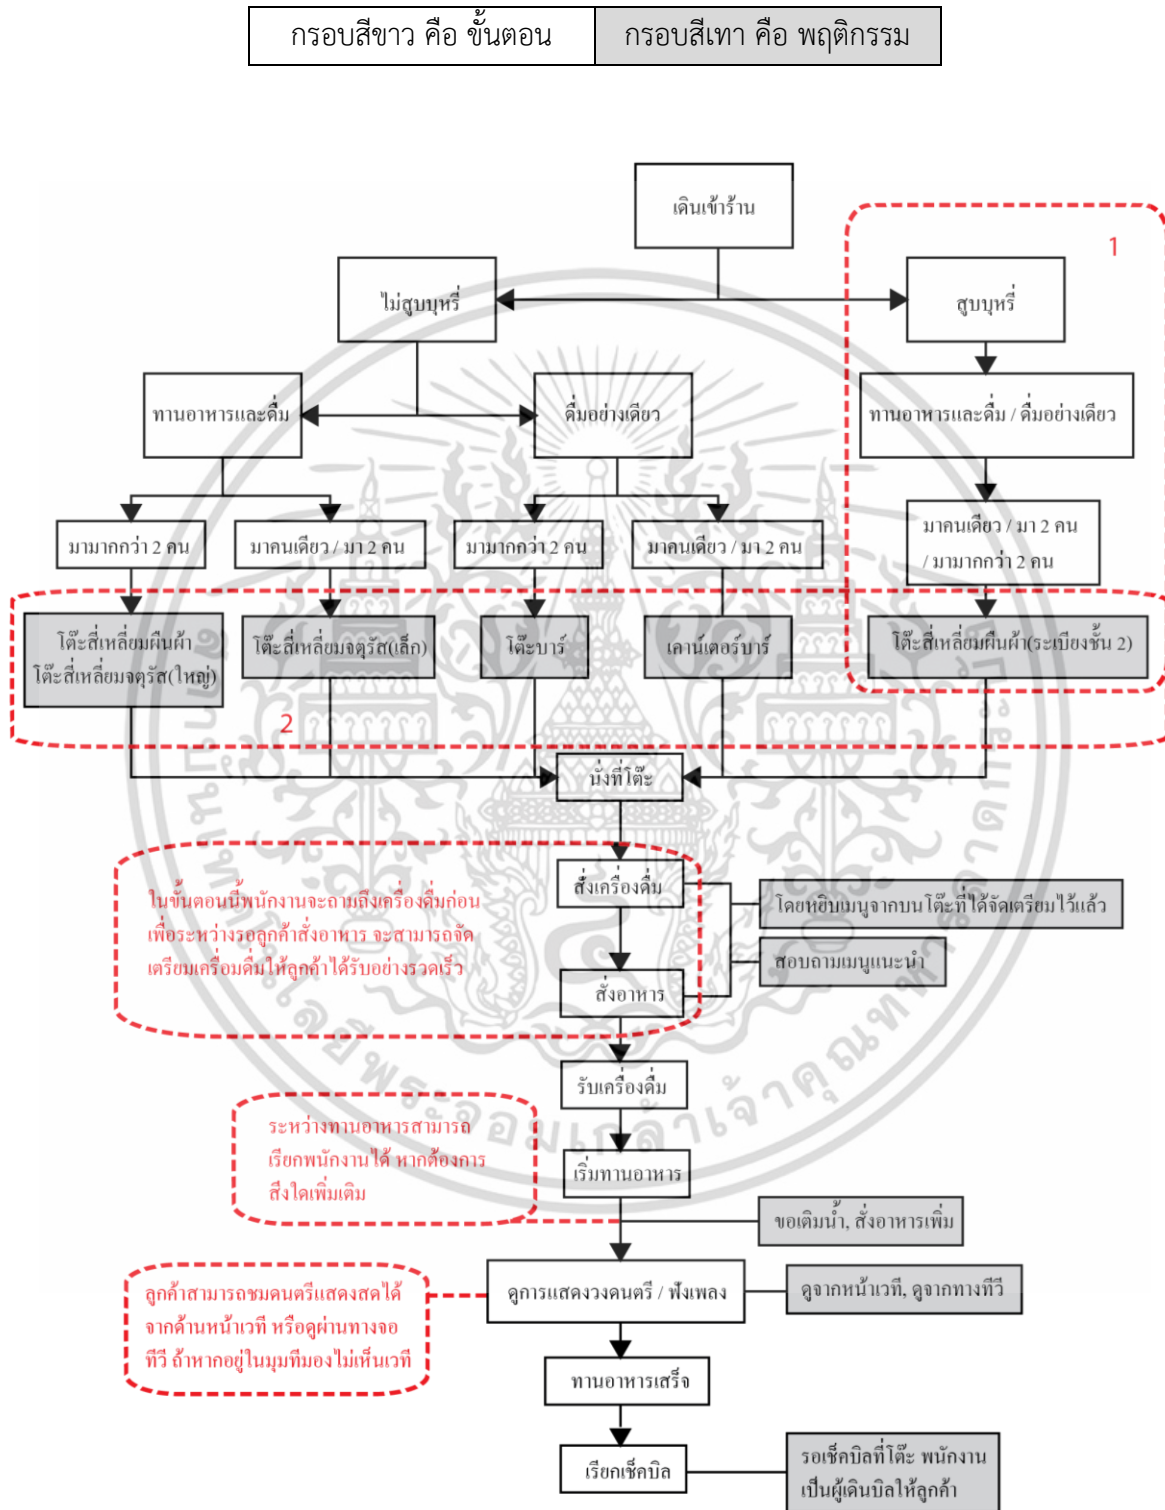 กรอบสีขาว คือ ขั้นตอน
กรอบสีเทา คือ พฤติกรรม
เดินเข้าร้าน
1
ไม่สูบบุหรี่
สูบบุหรี่
ทานอาหารและดื่ม
ดื่มอย่างเดียว
ทานอาหารและดื่ม / ดื่มอย่างเดียว
มามากกว่า 2 คน
มาคนเดียว / มา 2 คน
มามากกว่า 2 คน
มาคนเดียว / มา 2 คน
มาคนเดียว / มา 2 คน
/ มามากกว่า 2 คน
โต๊ะสี่เหลี่ยมผืนผ้า
โต๊ะสี่เหลี่ยมจตุรัส(ใหญ่)
โต๊ะสี่เหลี่ยมจตุรัส(เล็ก)
โต๊ะบาร์
เคาน์เตอร์บาร์
โต๊ะสี่เหลี่ยมผืนผ้า(ระเบียงชั้น 2)
2
นั่งที่โต๊ะ
สั่งเครื่องดื่ม
ในขั้นตอนนี้พนักงานจะถามถึงเครื่องดื่มก่อน
เพื่อระหว่างรอลูกค้าสั่งอาหาร จะสามารถจัด
เตรียมเครื่อมดื่มให้ลูกค้าได้รับอย่างรวดเร็ว
โดยหยิบเมนูจากบนโต๊ะที่ได้จัดเตรียมไว้แล้ว
สอบถามเมนูแนะนำ
สั่งอาหาร
รับเครื่องดื่ม
ระหว่างทานอาหารสามารถ
เรียกพนักงานได้ หากต้องการ
สิ่งใดเพิ่มเติม
เริ่มทานอาหาร
ขอเติมน้ำ, สั่งอาหารเพิ่ม
ลูกค้าสามารถชมดนตรีแสดงสดได้
จากด้านหน้าเวที หรือดูผ่านทางจอ
ทีวี ถ้าหากอยู่ในมุมที่มองไม่เห็นเวที
ดูการแสดงวงดนตรี / ฟังเพลง
ดูจากหน้าเวที, ดูจากทางทีวี
ทานอาหารเสร็จ
เรียกเช็คบิล
รอเช็คบิลที่โต๊ะ พนักงาน
เป็นผู้เดินบิลให้ลูกค้า